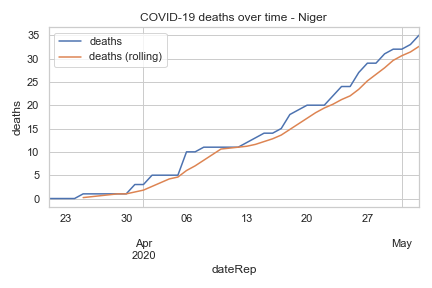 COVID-19 deaths over time - Niger
deaths
deaths (rolling)
deaths
35
30
25
20
15
10
5
0
23
30
06
13
20
27
Apr
2020
May
dateRep